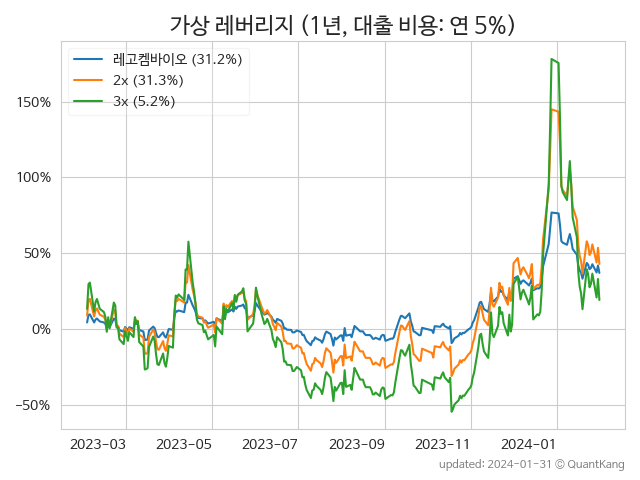 가상 레버리지 (1년, 대출 비용: 연 5%)
레고켐바이오 (31.2%)
2x (31.3%)
3x (5.2%)
150%
100%
50%
0%
−50%
2023-03 2023-05 2023-07 2023-09 2023-11 2024-01
updated: 2024-01-31 © QuantKang